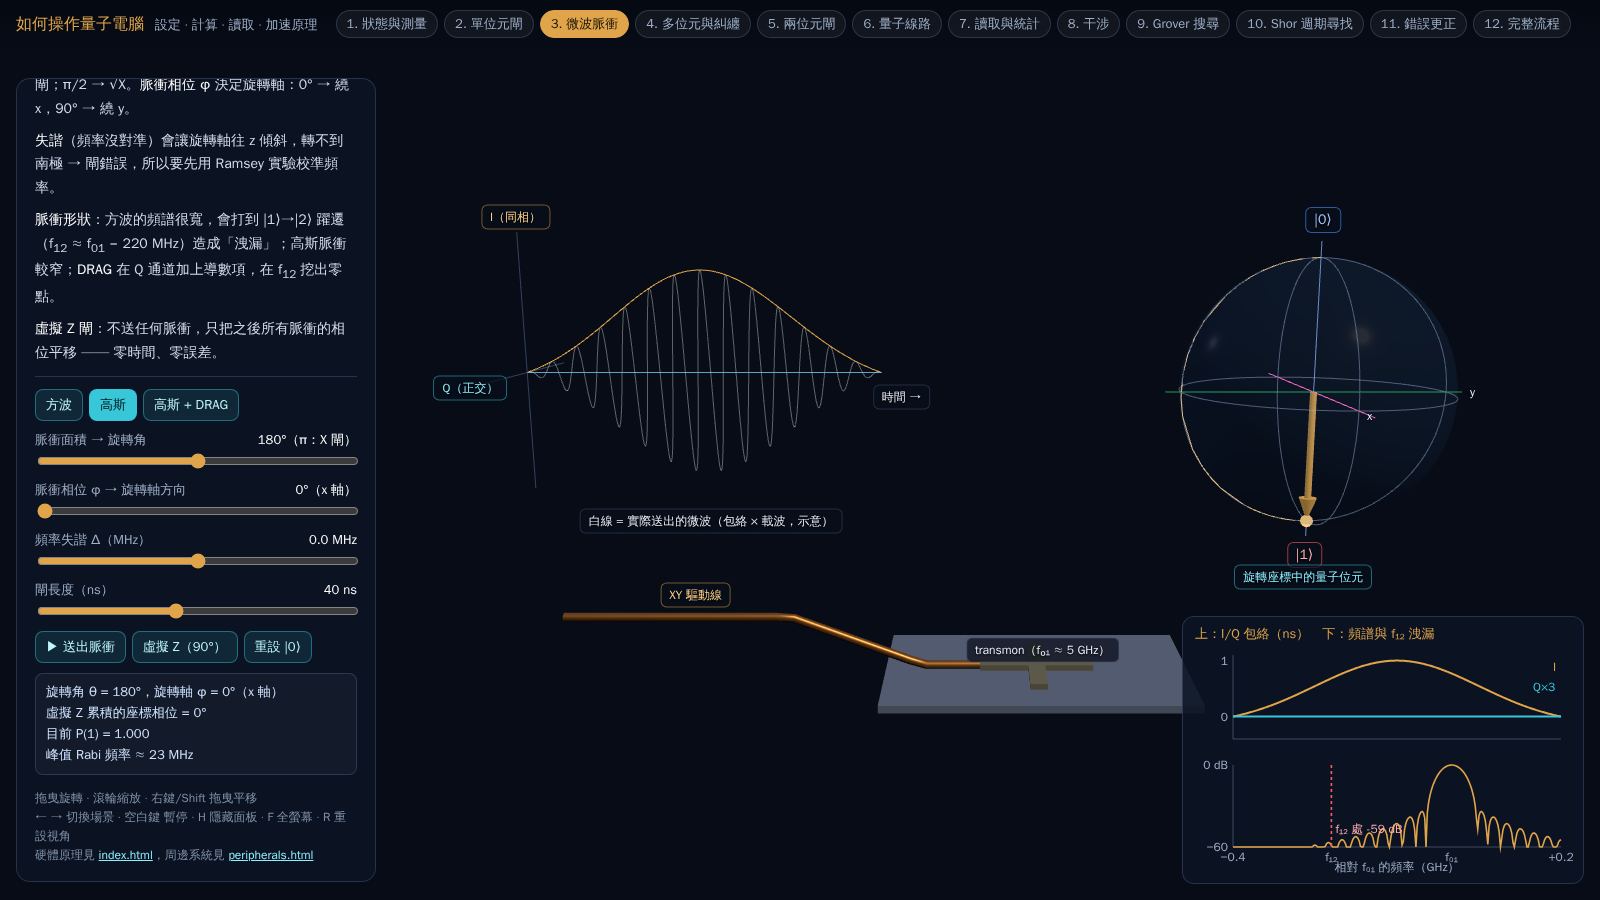 如何操作量子電腦 設定 · 計算 · 讀取 · 加速原理
1. 狀態與測量
2. 單位元閘
3. 微波脈衝
4. 多位元與糾纏
5. 兩位元閘
6. 量子線路
7. 讀取與統計
8. 干涉
9. Grover 搜尋
10. Shor 週期尋找
11. 錯誤更正
12. 完整流程
閘；π/2 → √X。脈衝相位 φ 決定旋轉軸：0° → 繞
x，90° → 繞 y。
失諧（頻率沒對準）會讓旋轉軸往 z 傾斜，轉不到
南極 → 閘錯誤，所以要先用 Ramsey 實驗校準頻
率。
脈衝形狀：方波的頻譜很寬，會打到 |1⟩→|2⟩ 躍遷
（f12 ≈ f01 − 220 MHz）造成「洩漏」；高斯脈衝
較窄；DRAG 在 Q 通道加上導數項，在 f12 挖出零
點。
虛擬 Z 閘：不送任何脈衝，只把之後所有脈衝的相
位平移 —— 零時間、零誤差。
方波 高斯 高斯 + DRAG
脈衝面積 → 旋轉角 180°（π：X 閘）
脈衝相位 φ → 旋轉軸方向 0°（x 軸）
頻率失諧 Δ（MHz） 0.0 MHz
閘長度（ns） 40 ns
▶ 送出脈衝 虛擬 Z（90°） 重設 |0⟩
旋轉角 θ = 180°，旋轉軸 φ = 0°（x 軸）
虛擬 Z 累積的座標相位 = 0°
目前 P(1) = 1.000
峰值 Rabi 頻率 ≈ 23 MHz
拖曳旋轉 · 滾輪縮放 · 右鍵/Shift 拖曳平移
← → 切換場景 · 空白鍵 暫停 · H 隱藏面板 · F 全螢幕 · R 重
設視角
硬體原理見 index.html，周邊系統見 peripherals.html
I（同相）
Q（正交）
時間 →
白線 = 實際送出的微波（包絡 × 載波，示意）
XY 驅動線
transmon（f₀₁ ≈ 5 GHz）
|0⟩
y
x
|1⟩
旋轉座標中的量子位元
上：I/Q 包絡（ns） 下：頻譜與 f₁₂ 洩漏
1
I
Q×3
0
0 dB
f₁₂ 處 -59 dB
−60
−0.4
f₁₂
f₀₁
+0.2
相對 f₀₁ 的頻率（GHz）